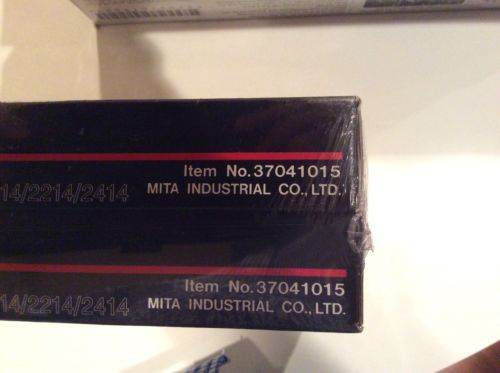 Item No.37041015
14/2214/2414 MITA INDUSTRIAL CO.,LTD.
Item No.37041015
14/2214/2414 MITA INDUSTRIAL CO.,LTD.